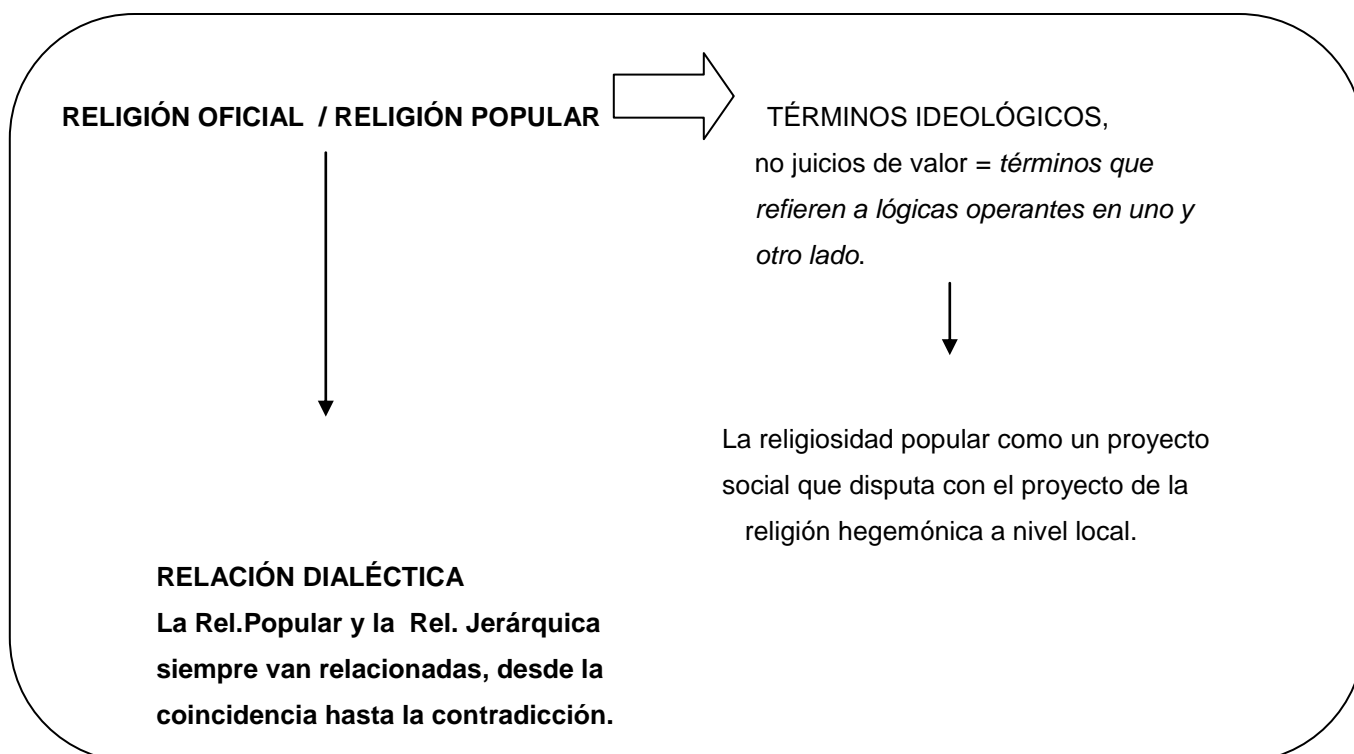 RELIGIÓN OFICIAL / RELIGIÓN POPULAR
TÉRMINOS IDEOLÓGICOS,
no juicios de valor = términos que
refieren a lógicas operantes en uno y
otro lado.
La religiosidad popular como un proyecto
social que disputa con el proyecto de la
religión hegemónica a nivel local.
RELACIÓN DIALÉCTICA
La Rel.Popular y la Rel. Jerárquica
siempre van relacionadas, desde la
coincidencia hasta la contradicción.